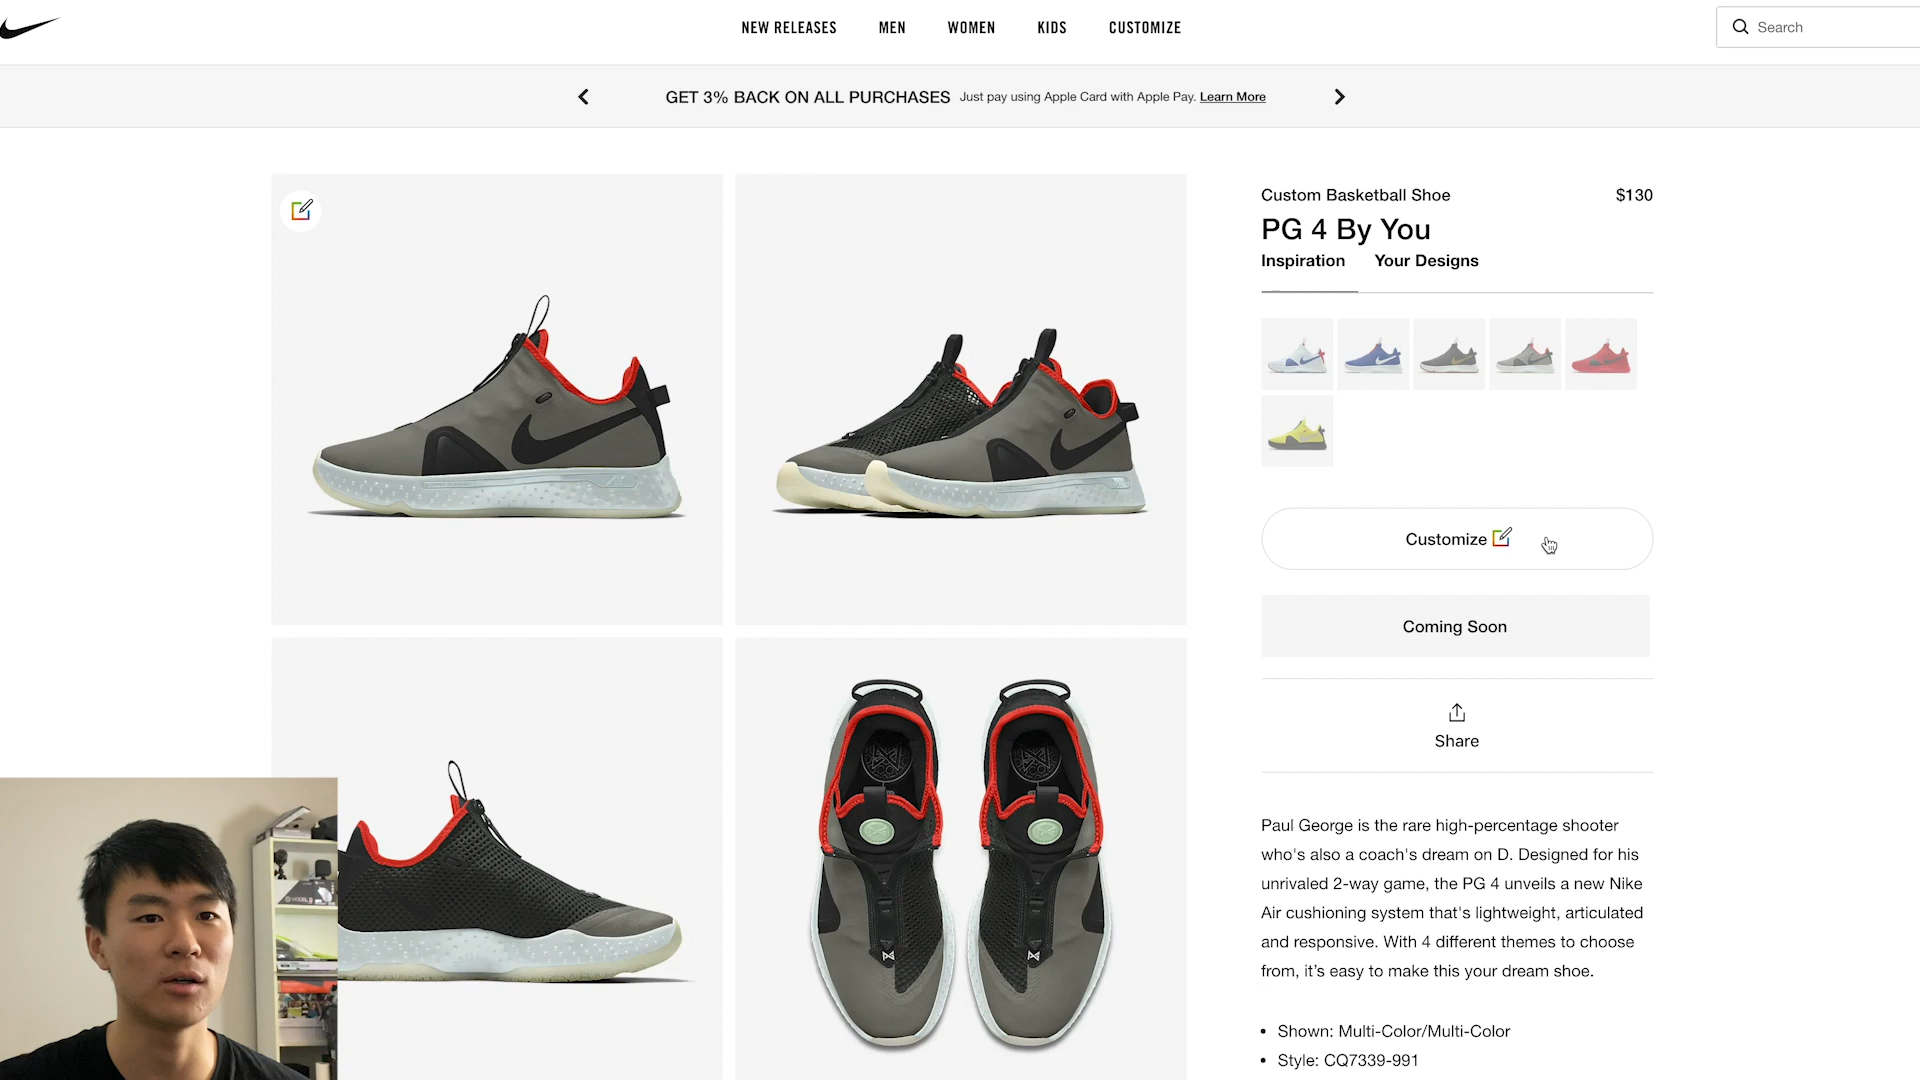 NEW RELEASES MEN WOMEN KIDS CUSTOMIZE
Search
GET 3% BACK ON ALL PURCHASES Just pay using Apple Card with Apple Pay. Learn More
Custom Basketball Shoe $130
PG 4 By You
Inspiration Your Designs
Customize
Coming Soon
Share
Paul George is the rare high-percentage shooter
who's also a coach's dream on D. Designed for his
unrivaled 2-way game, the PG 4 unveils a new Nike
Air cushioning system that's lightweight, articulated
and responsive. With 4 different themes to choose
from, it's easy to make this your dream shoe.
• Shown: Multi-Color/Multi-Color
• Style: CQ7339-991